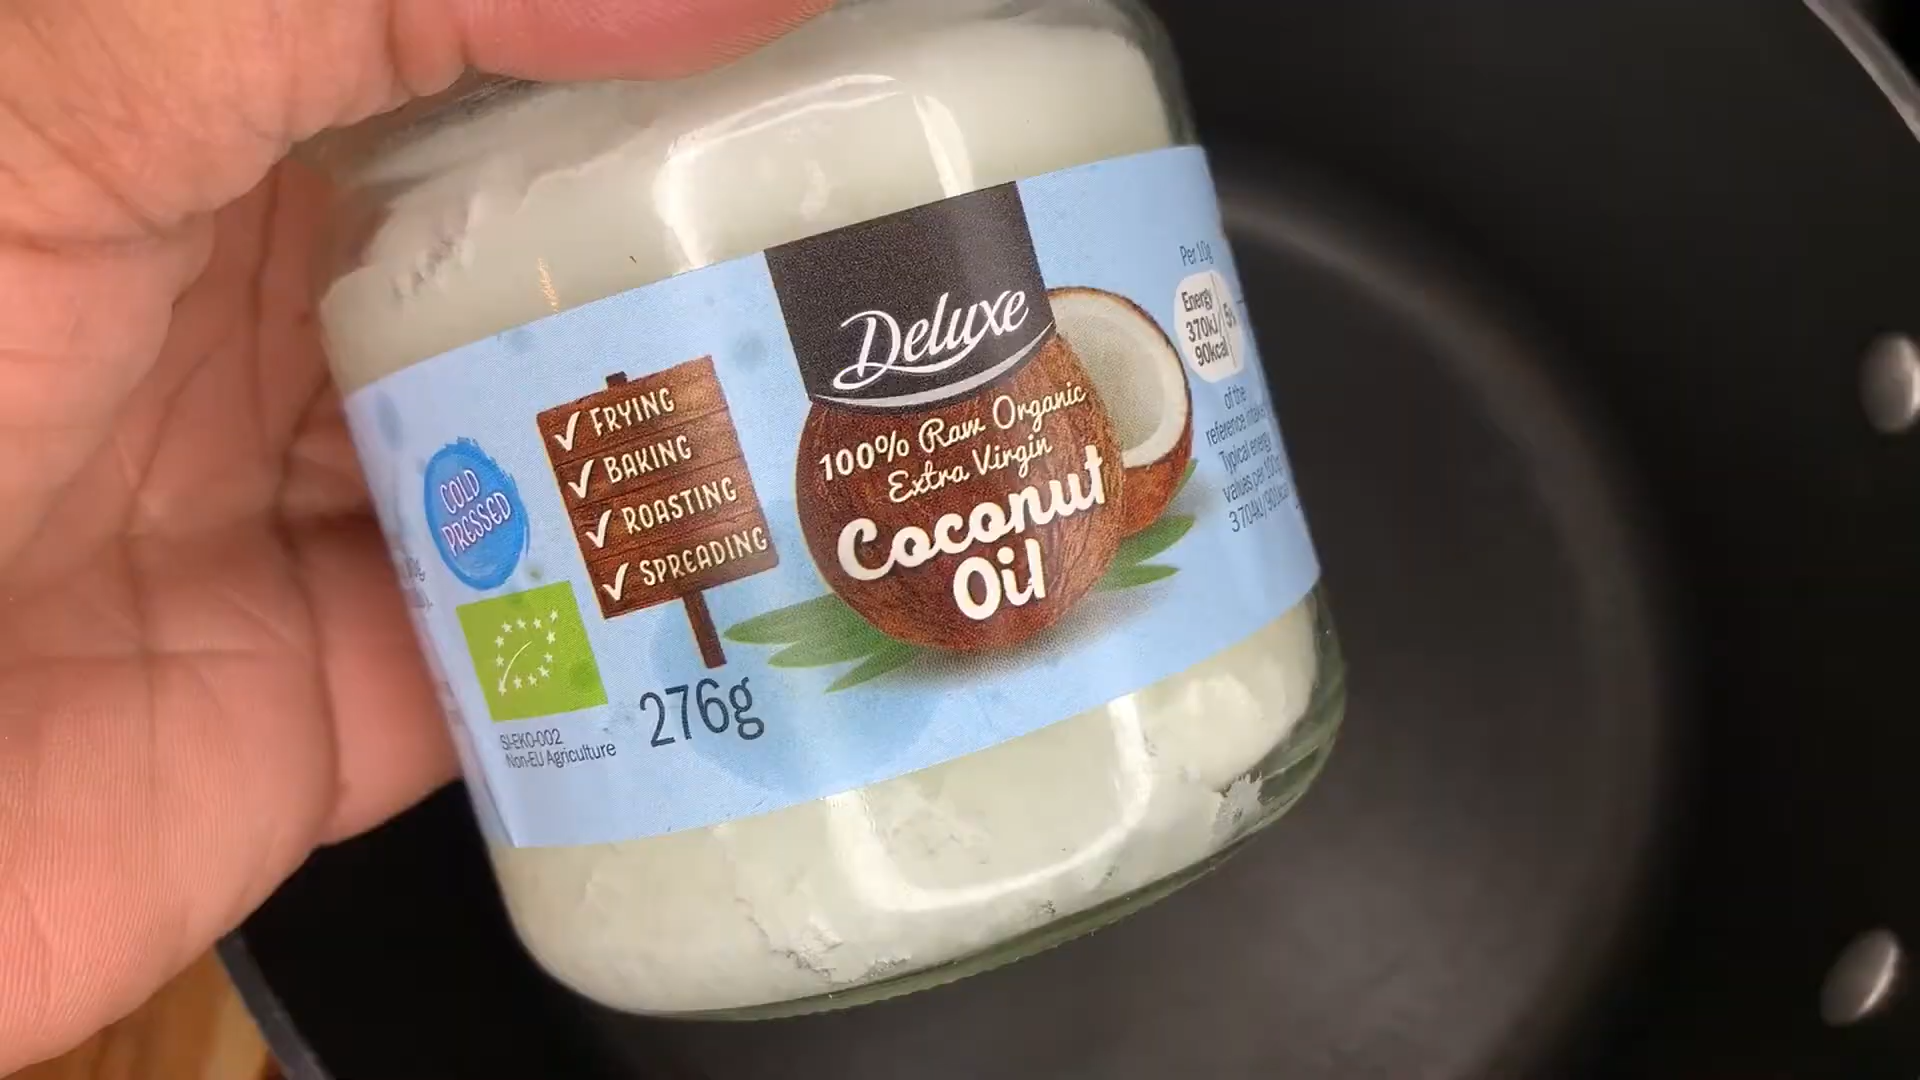 Deluxe
100% Raw Organic
Extra Virgin
Coconut
Oil
✓ FRYING
✓ BAKING
✓ ROASTING
✓ SPREADING
COLD
PRESSED
SI-EKO-002
Non-EU Agriculture
276g
Per 10g
Energy
370kJ
90kcal
of the
reference
Typical energy
values per 100g